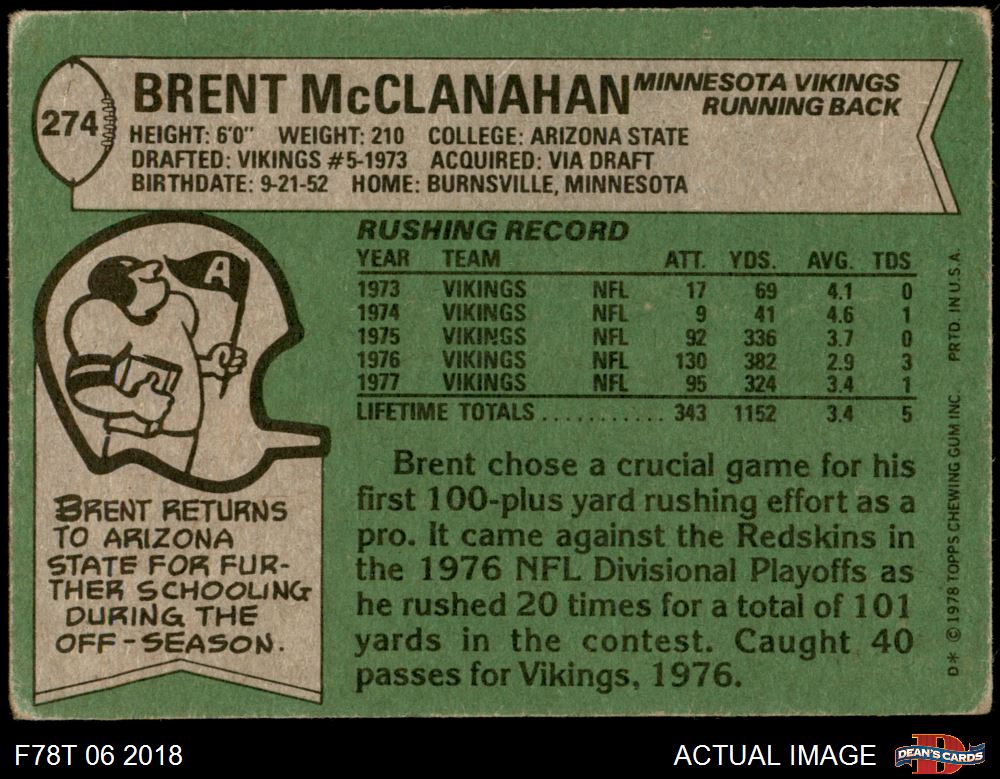 274
BRENT McCLANAHAN
MINNESOTA VIKINGS
RUNNING BACK
HEIGHT: 6'0" WEIGHT: 210 COLLEGE: ARIZONA STATE
DRAFTED: VIKINGS #5-1973 ACQUIRED: VIA DRAFT
BIRTHDATE: 9-21-52 HOME: BURNSVILLE, MINNESOTA
A
BRENT RETURNS
TO ARIZONA
STATE FOR FUR-
THER SCHOOLING
DURING THE
OFF-SEASON.
RUSHING RECORD
YEAR TEAM ATT. YDS. AVG. TDS
1973 VIKINGS NFL 17 69 4.1 0
1974 VIKINGS NFL 9 41 4.6 1
1975 VIKINGS NFL 92 336 3.7 0
1976 VIKINGS NFL 130 382 2.9 3
1977 VIKINGS NFL 95 324 3.4 1
LIFETIME TOTALS............ 343 1152 3.4 5
Brent chose a crucial game for his
first 100-plus yard rushing effort as a
pro. It came against the Redskins in
the 1976 NFL Divisional Playoffs as
he rushed 20 times for a total of 101
yards in the contest. Caught 40
passes for Vikings, 1976.
D* © 1978 TOPPS CHEWING GUM INC. PRTD. IN U.S.A.
F78T 06 2018
ACTUAL IMAGE
D
DEAN'S CARDS